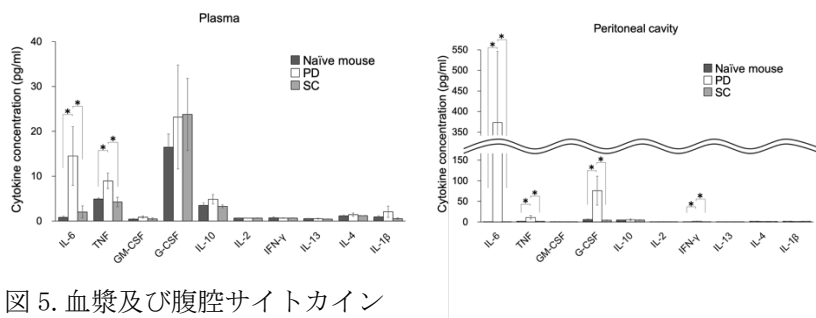 Plasma
Cytokine concentration (pg/ml)
40
30
20
10
0
Naïve mouse
PD
SC
* * * *
IL-6 TNF GM-CSF G-CSF IL-10 IL-2 IFN-γ IL-13 IL-4 IL-1β
Peritoneal cavity
Cytokine concentration (pg/ml)
550
500
450
400
350
150
100
50
0
Naïve mouse
PD
SC
* * * * * * * *
IL-6 TNF GM-CSF G-CSF IL-10 IL-2 IFN-γ IL-13 IL-4 IL-1β
図 5. 血漿及び腹腔サイトカイン